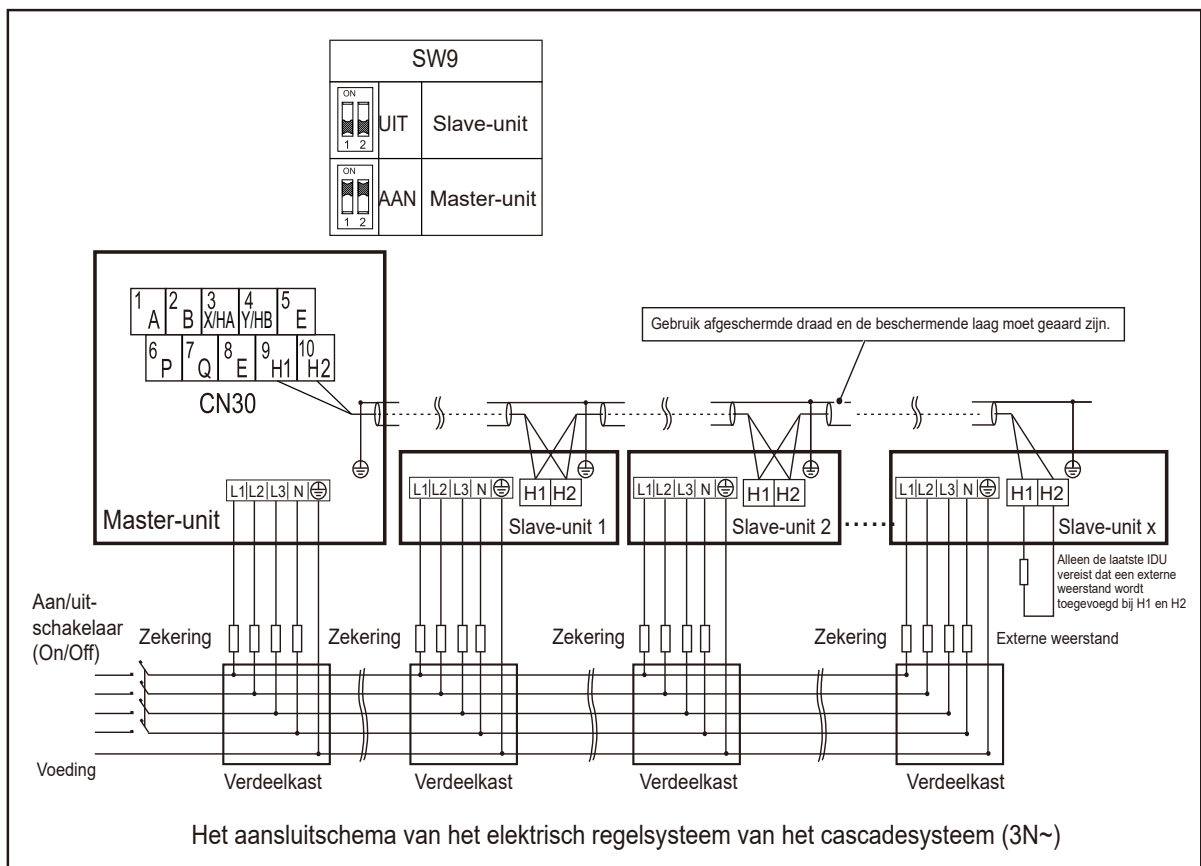 SW9
ON
1 2
UIT
Slave-unit
ON
1 2
AAN
Master-unit
1 A
2 B
3 X/HA
4 Y/HB
5 E
6 P
7 Q
8 E
9 H1
10 H2
CN30
Gebruik afgeschermde draad en de beschermende laag moet geaard zijn.
L1 L2 L3 N
Master-unit
L1 L2 L3 N
H1 H2
Slave-unit 1
L1 L2 L3 N
H1 H2
Slave-unit 2
L1 L2 L3 N
H1 H2
Slave-unit x
Alleen de laatste IDU
vereist dat een externe
weerstand wordt
toegevoegd bij H1 en H2
Aan/uit-
schakelaar
(On/Off)
Zekering
Zekering
Zekering
Zekering
Externe weerstand
Voeding
Verdeelkast
Verdeelkast
Verdeelkast
Verdeelkast
Het aansluitschema van het elektrisch regelsysteem van het cascadesysteem (3N~)